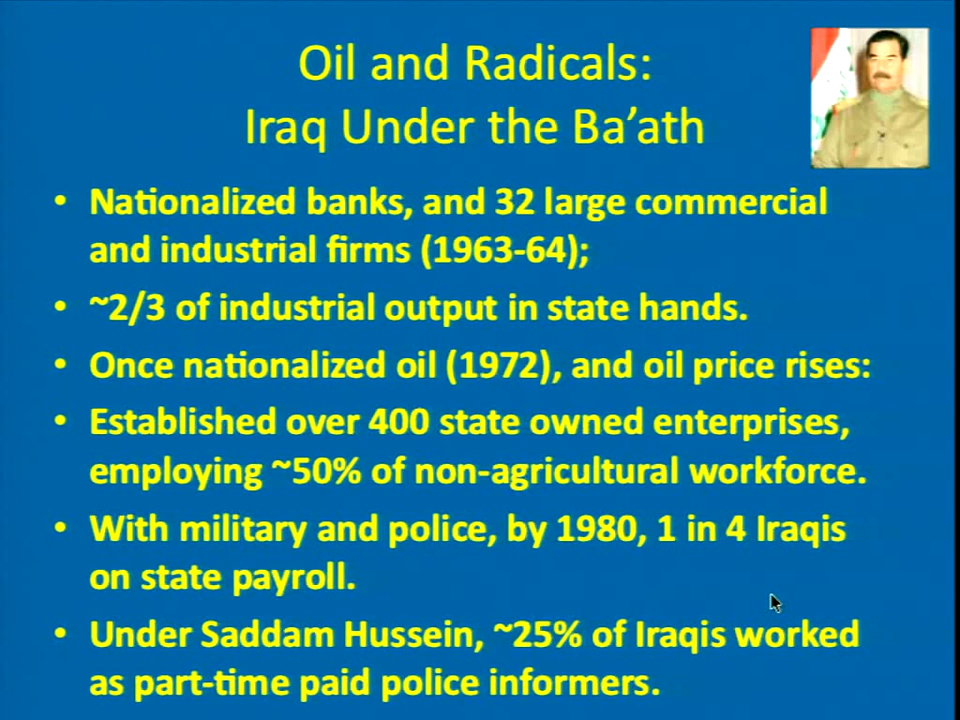 Oil and Radicals:
Iraq Under the Ba’ath
• Nationalized banks, and 32 large commercial
and industrial firms (1963-64);
• ~2/3 of industrial output in state hands.
• Once nationalized oil (1972), and oil price rises:
• Established over 400 state owned enterprises,
employing ~50% of non-agricultural workforce.
• With military and police, by 1980, 1 in 4 Iraqis
on state payroll.
• Under Saddam Hussein, ~25% of Iraqis worked
as part-time paid police informers.